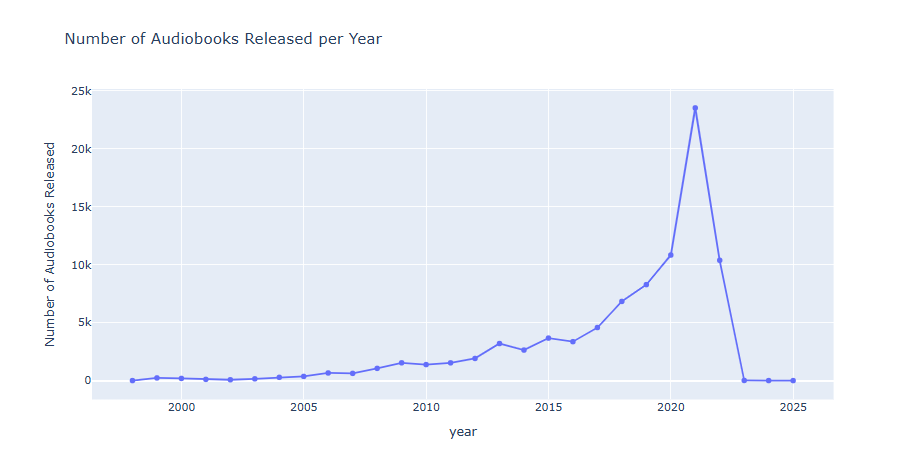 Number of Audiobooks Released per Year
Number of Audiobooks Released
25k
20k
15k
10k
5k
0
2000
2005
2010
2015
2020
2025
year